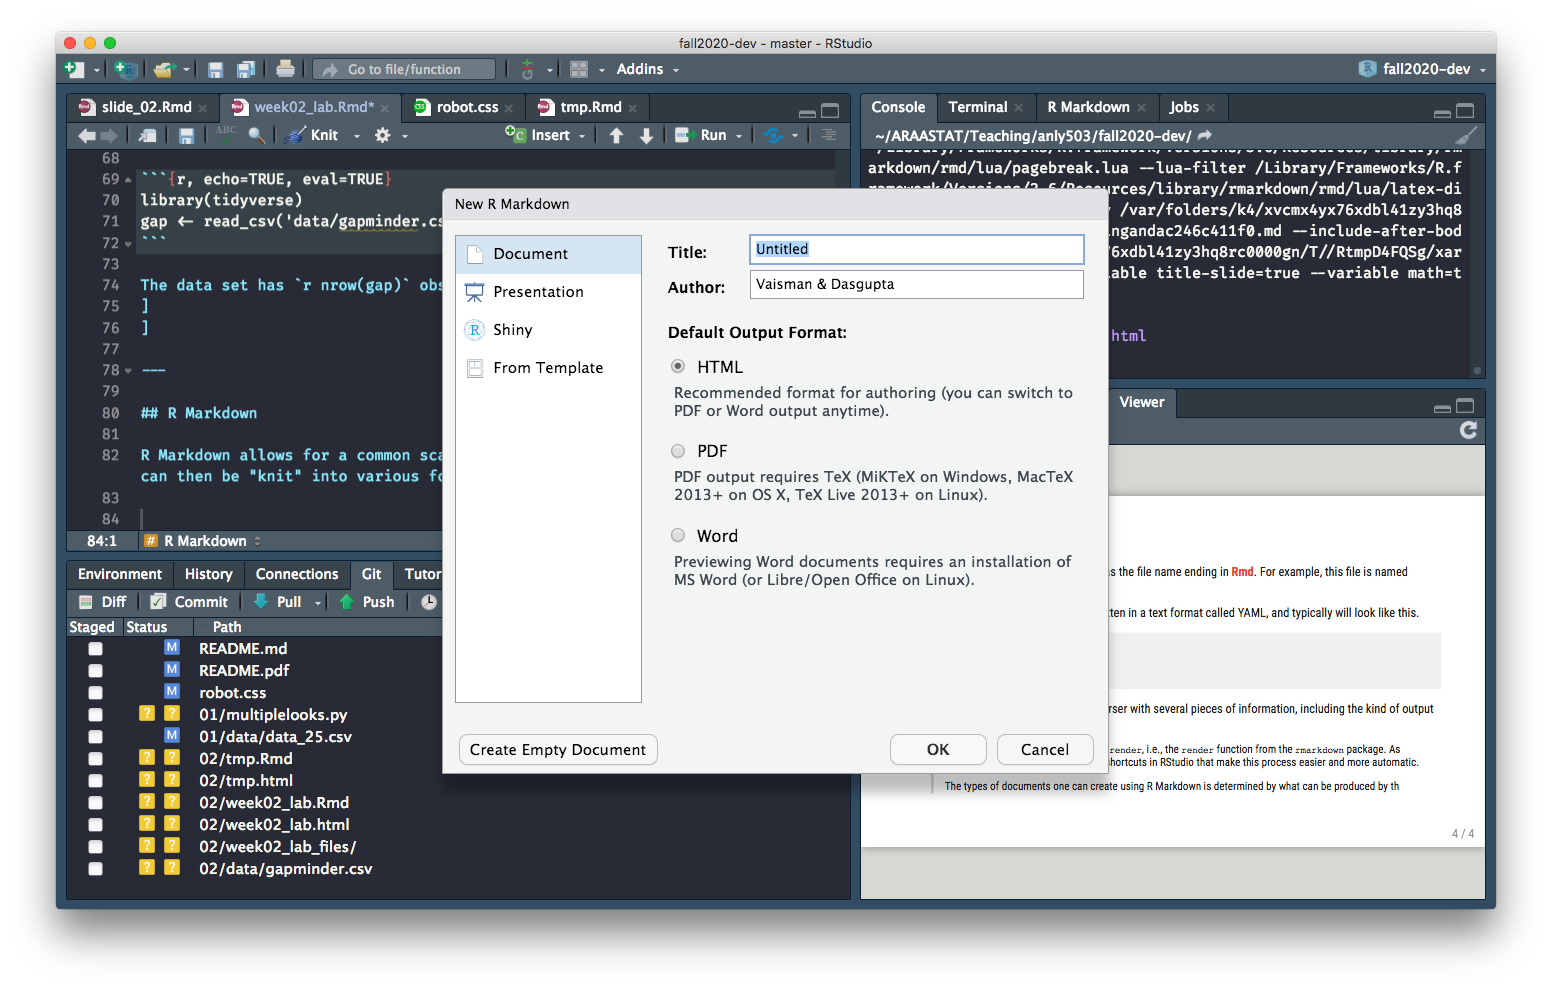 fall2020-dev - master - RStudio
Go to file/function
Addins
fall2020-dev
slide_02.Rmd
week02_lab.Rmd*
robot.css
tmp.Rmd
ABC
Knit
Insert
Run
68
69 ```{r, echo=TRUE, eval=TRUE}
70 library(tidyverse)
71 gap <- read_csv('data/gapminder.cs
72 ```
73
74 The data set has `r nrow(gap)` obs
75 ]
76 ]
77
78 ---
79
80 ## R Markdown
81
82 R Markdown allows for a common sca
can then be "knit" into various fo
83
84
84:1 # R Markdown
Console Terminal R Markdown Jobs
~/ARAASTAT/Teaching/anly503/fall2020-dev/
arkdown/rmd/lua/pagebreak.lua --lua-filter /Library/Frameworks/R.f
ramework/Versions/3.6/Resources/library/rmarkdown/rmd/lua/latex-di
/var/folders/k4/xvcmx4yx76xdbl41zy3hq8
ngandac246c411f0.md --include-after-bod
6xdbl41zy3hq8rc0000gn/T//RtmpD4FQSg/xar
iable title-slide=true --variable math=t
html
New R Markdown
Document
Presentation
R Shiny
From Template
Title: Untitled
Author: Vaisman & Dasgupta
Default Output Format:
HTML
Recommended format for authoring (you can switch to
PDF or Word output anytime).
PDF
PDF output requires TeX (MiKTeX on Windows, MacTeX
2013+ on OS X, TeX Live 2013+ on Linux).
Word
Previewing Word documents requires an installation of
MS Word (or Libre/Open Office on Linux).
Create Empty Document
OK
Cancel
Environment History Connections Git Tutor
Diff Commit Pull Push
Staged Status Path
M README.md
M README.pdf
M robot.css
? ? 01/multiplelooks.py
M 01/data/data_25.csv
? ? 02/tmp.Rmd
? ? 02/tmp.html
? ? 02/week02_lab.Rmd
? ? 02/week02_lab.html
? ? 02/week02_lab_files/
? ? 02/data/gapminder.csv
Viewer
s the file name ending in Rmd. For example, this file is named
ten in a text format called YAML, and typically will look like this.
rser with several pieces of information, including the kind of output
render, i.e., the render function from the rmarkdown package. As
shortcuts in RStudio that make this process easier and more automatic.
The types of documents one can create using R Markdown is determined by what can be produced by th
4 / 4